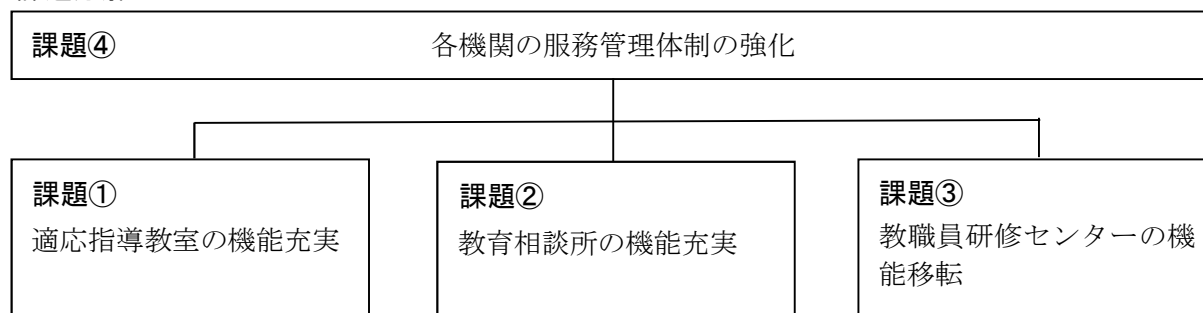 課題④ 各機関の服務管理体制の強化
課題①
適応指導教室の機能充実
課題②
教育相談所の機能充実
課題③
教職員研修センターの機
能移転